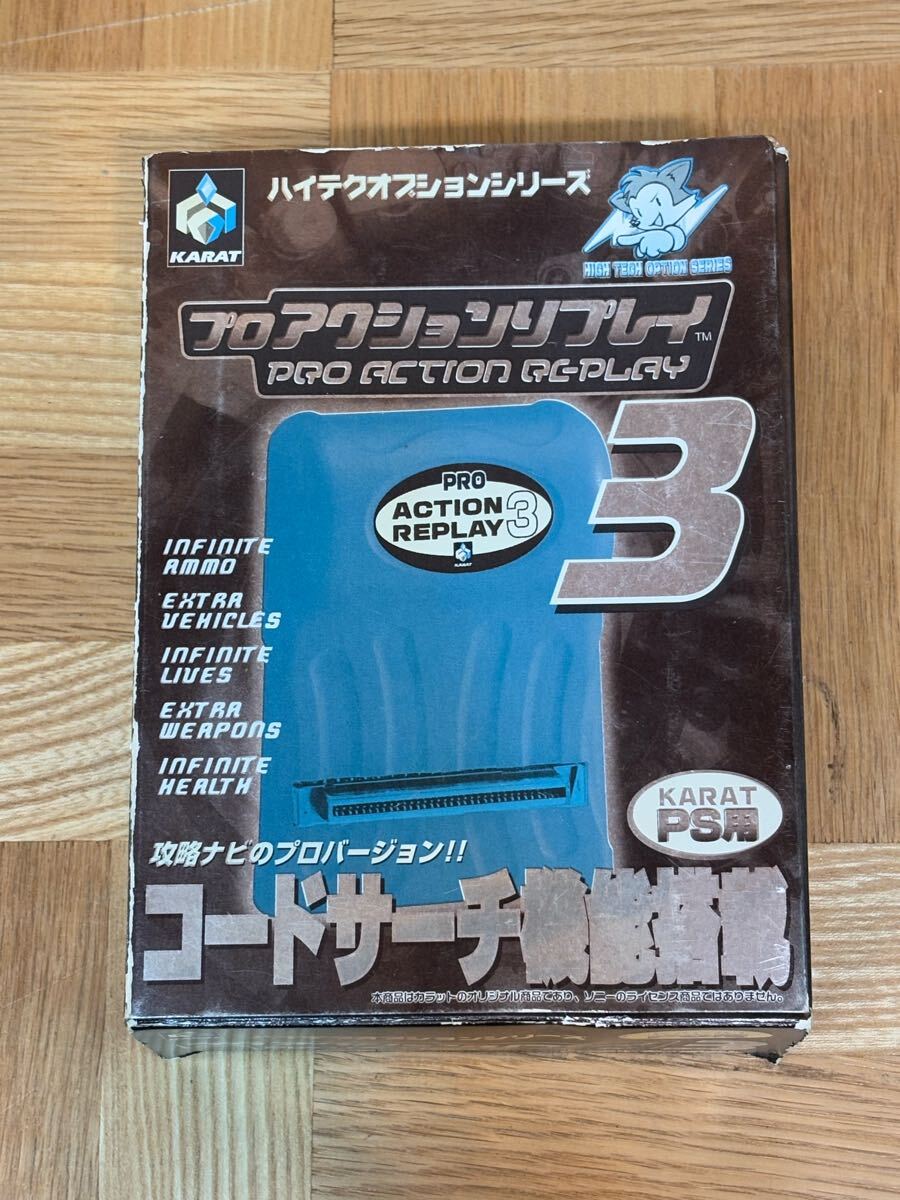 KARAT
ハイテクオプションシリーズ
HIGH TECH OPTION SERIES
プロアクションリプレイ™
PRO ACTION RE-PLAY
3
PRO
ACTION
REPLAY 3
KARAT
INFINITE
AMMO
EXTRA
VEHICLES
INFINITE
LIVES
EXTRA
WEAPONS
INFINITE
HEALTH
KARAT
PS用
攻略ナビのプロバージョン!!
コードサーチ機能搭載
本商品はカラットのオリジナル商品であり、ソニーのライセンス商品ではありません。